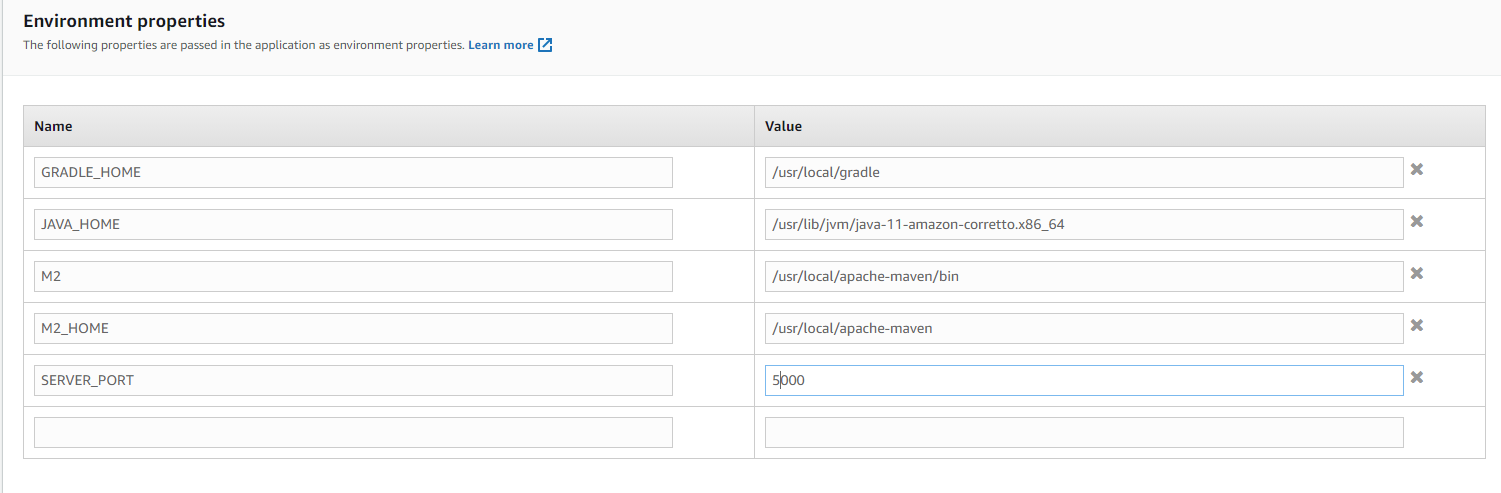 Environment properties
The following properties are passed in the application as environment properties. Learn more
Name Value
GRADLE_HOME /usr/local/gradle
JAVA_HOME /usr/lib/jvm/java-11-amazon-corretto.x86_64
M2 /usr/local/apache-maven/bin
M2_HOME /usr/local/apache-maven
SERVER_PORT 5000